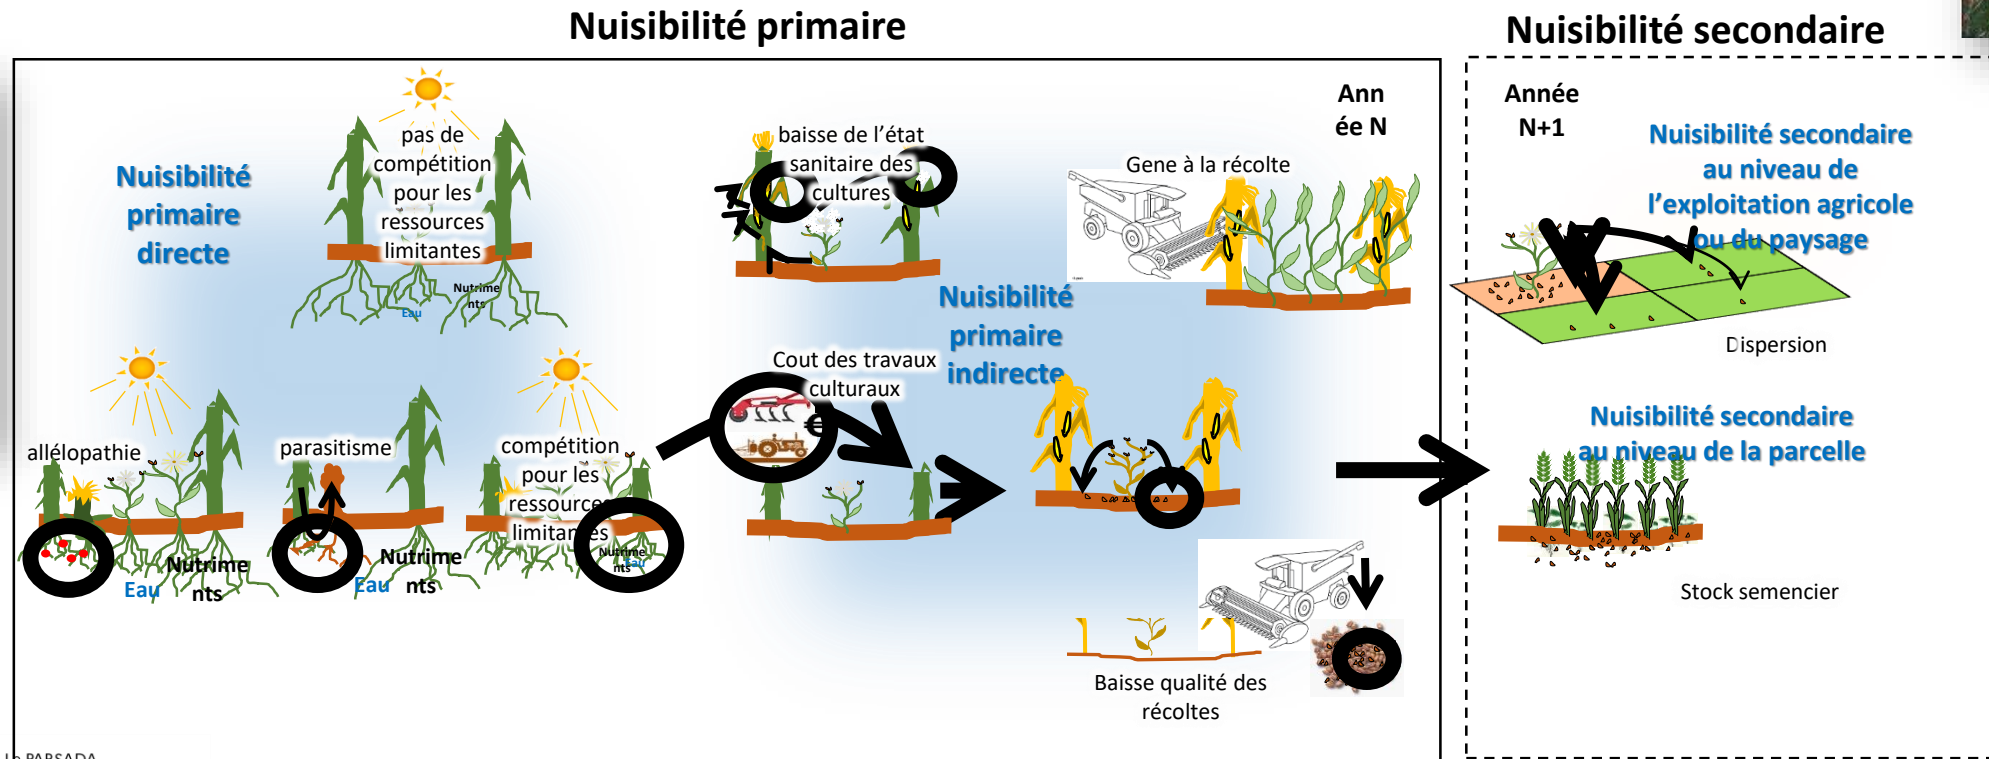 Nuisibilité primaire
Nuisibilité secondaire
Ann
ée N
Année
N+1
Nuisibilité
primaire
directe
pas de
compétition
pour les
ressources
limitantes
Nutrime
nts
Eau
baisse de l’état
sanitaire des
cultures
Gene à la récolte
Nuisibilité
primaire
indirecte
Nuisibilité secondaire
au niveau de
l’exploitation agricole
ou du paysage
Dispersion
allélopathie
Eau
Nutrime
nts
parasitisme
Eau
Nutrime
nts
compétition
pour les
ressources
limitantes
Nutrime
nts
Eau
Cout des travaux
culturaux
€
Nuisibilité secondaire
au niveau de la parcelle
Stock semencier
Baisse qualité des
récoltes
Le PARSADA